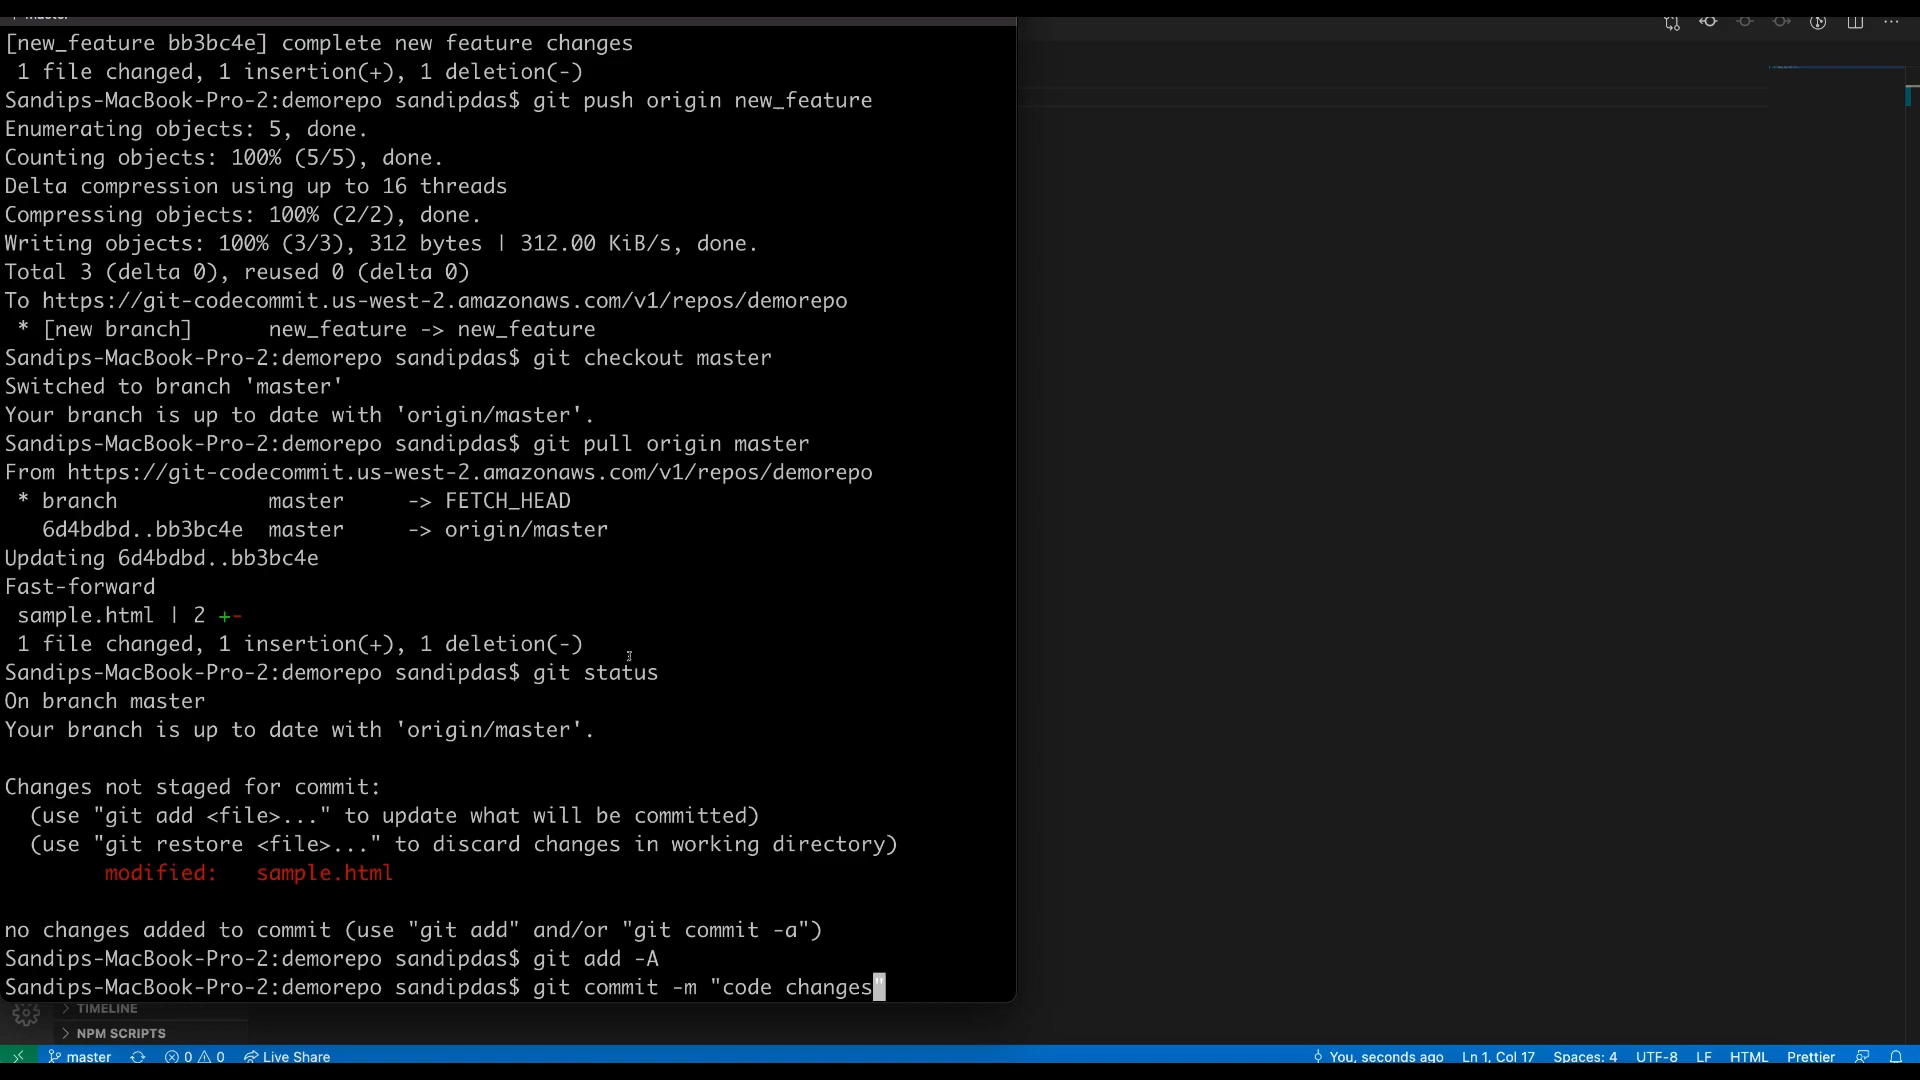 [new_feature bb3bc4e] complete new feature changes
 1 file changed, 1 insertion(+), 1 deletion(-)
Sandips-MacBook-Pro-2:demorepo sandipdas$ git push origin new_feature
Enumerating objects: 5, done.
Counting objects: 100% (5/5), done.
Delta compression using up to 16 threads
Compressing objects: 100% (2/2), done.
Writing objects: 100% (3/3), 312 bytes | 312.00 KiB/s, done.
Total 3 (delta 0), reused 0 (delta 0)
To https://git-codecommit.us-west-2.amazonaws.com/v1/repos/demorepo
 * [new branch]      new_feature -> new_feature
Sandips-MacBook-Pro-2:demorepo sandipdas$ git checkout master
Switched to branch 'master'
Your branch is up to date with 'origin/master'.
Sandips-MacBook-Pro-2:demorepo sandipdas$ git pull origin master
From https://git-codecommit.us-west-2.amazonaws.com/v1/repos/demorepo
 * branch            master     -> FETCH_HEAD
   6d4bdbd..bb3bc4e  master     -> origin/master
Updating 6d4bdbd..bb3bc4e
Fast-forward
 sample.html | 2 +-
 1 file changed, 1 insertion(+), 1 deletion(-)
Sandips-MacBook-Pro-2:demorepo sandipdas$ git status
On branch master
Your branch is up to date with 'origin/master'.
Changes not staged for commit:
  (use "git add <file>..." to update what will be committed)
  (use "git restore <file>..." to discard changes in working directory)
        modified:   sample.html
no changes added to commit (use "git add" and/or "git commit -a")
Sandips-MacBook-Pro-2:demorepo sandipdas$ git add -A
Sandips-MacBook-Pro-2:demorepo sandipdas$ git commit -m "code changes"
TIMELINE
NPM SCRIPTS
master 0 0 Live Share You, seconds ago Ln 1, Col 17 Spaces: 4 UTF-8 LF HTML Prettier